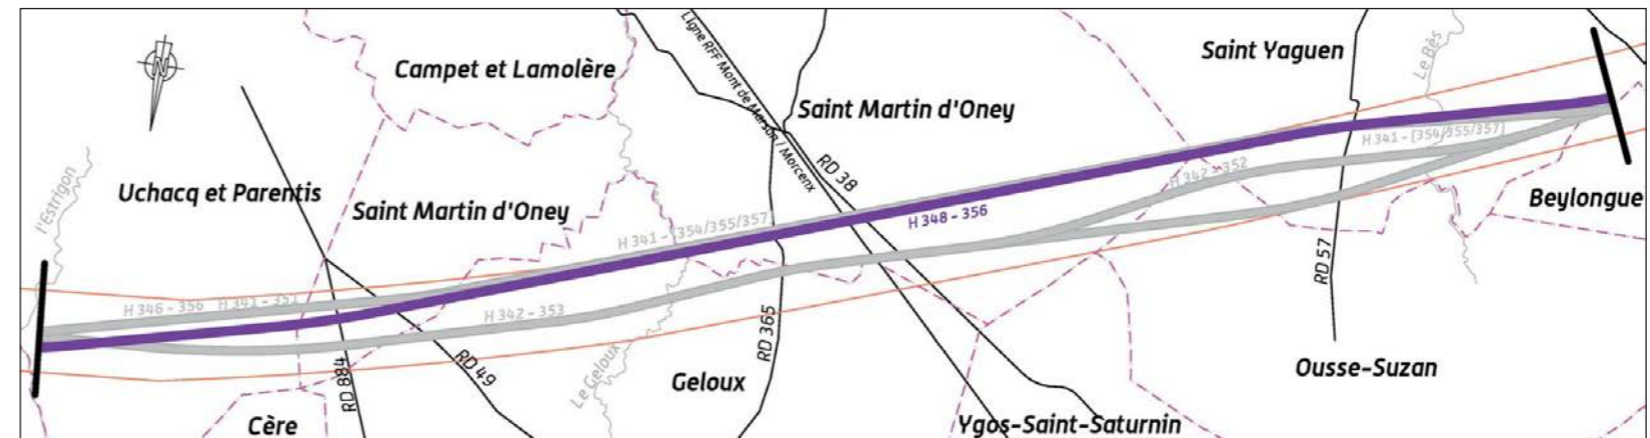 Ligne RFF Mont de Marsan / Morcenx
Campet et Lamolère
Saint Yaguen
Le Bès
Saint Martin d'Oney
N
H 341 - (354/355/357)
RD 38
H 342 - 352
Uchacq et Parentis
l'Estrigon
Beylongue
Saint Martin d'Oney
H 348 - 356
H 341 - (354/355/357)
RD 57
H 346 - 356
H 341 - 351
H 342 - 353
RD 365
RD 49
RD 884
Le Geloux
Geloux
Ousse-Suzan
Cère
Ygos-Saint-Saturnin